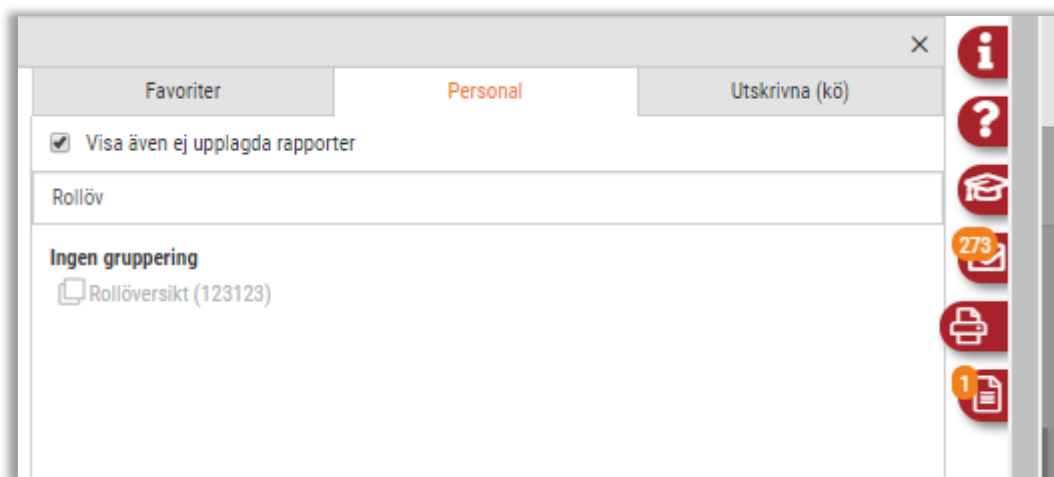 Favoriter
Personal
Utskrivna (kö)
Visa även ej upplagda rapporter
Rollöv
Ingen gruppering
Rollöversikt (123123)
273
1